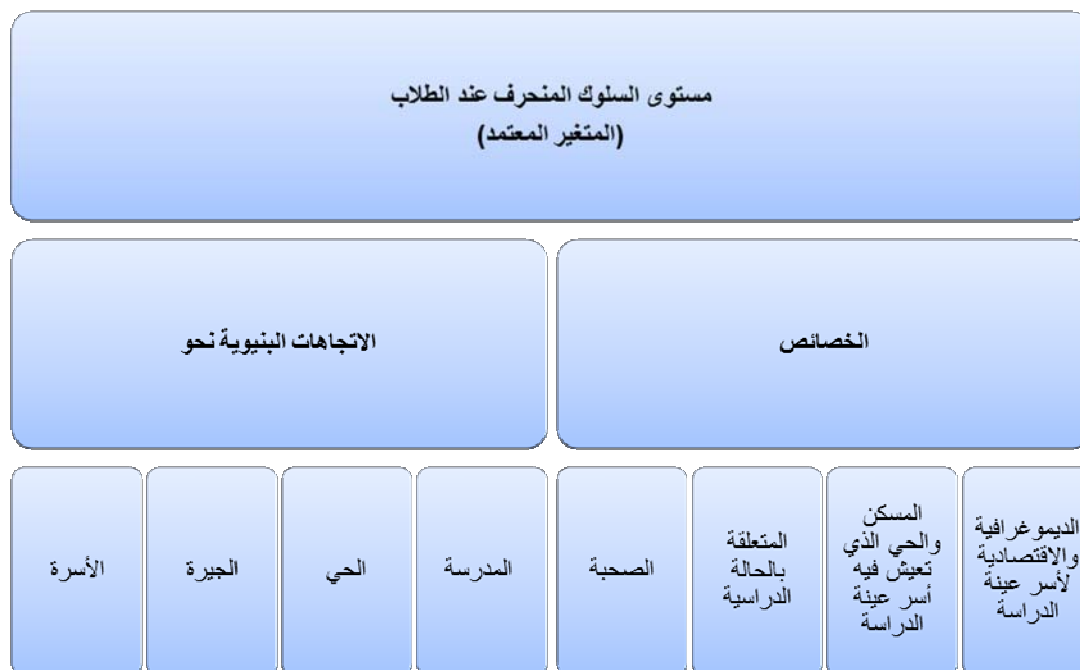 مستوى السلوك المنحرف عند الطلاب
(المتغير المعتمد)
الخصائص
الاتجاهات البنيوية نحو
الديموغرافية
والاقتصادية
لأسر عينة
الدراسة
المسكن
والحي الذي
تعيش فيه
أسر عينة
الدراسة
المتعلقة
بالحالة
الدراسية
الصحبة
المدرسة
الحي
الجيرة
الأسرة